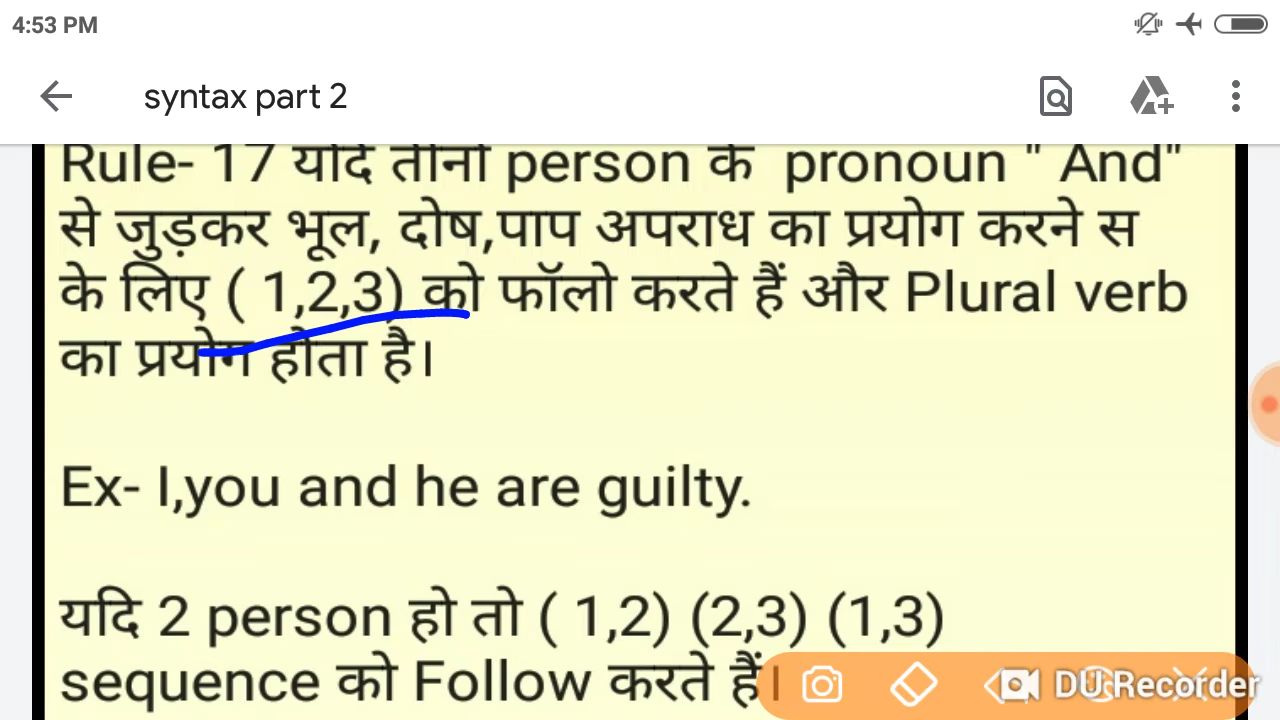 4:53 PM
syntax part 2
Rule- 17 यदि तीनों person के pronoun " And"
से जुड़कर भूल, दोष,पाप अपराध का प्रयोग करने स
के लिए ( 1,2,3) को फॉलो करते हैं और Plural verb
का प्रयोग होता है।
Ex- I,you and he are guilty.
यदि 2 person हो तो ( 1,2) (2,3) (1,3)
sequence को Follow करते हैं।
DU Recorder